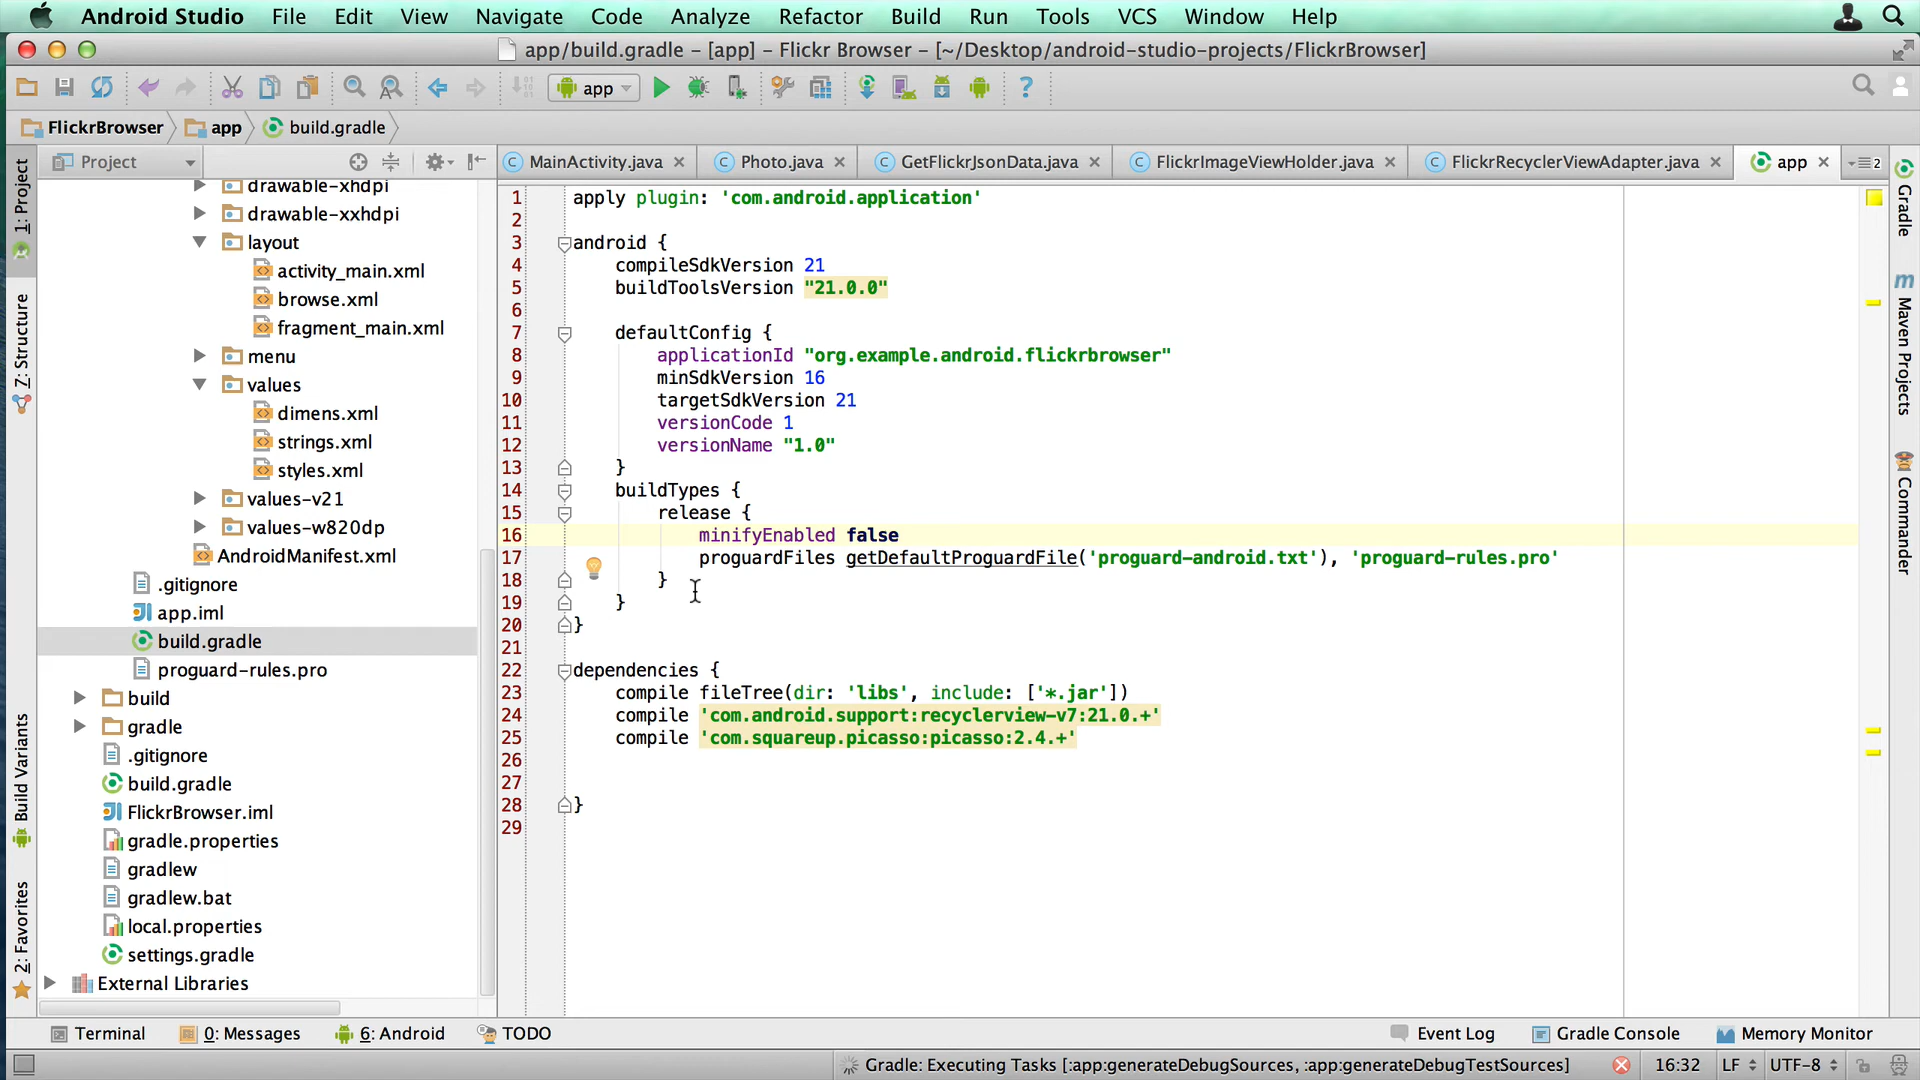 Android Studio File Edit View Navigate Code Analyze Refactor Build Run Tools VCS Window Help
app/build.gradle - [app] - Flickr Browser - [~/Desktop/android-studio-projects/FlickrBrowser]
app
FlickrBrowser app build.gradle
Project
MainActivity.java Photo.java GetFlickrJsonData.java FlickrImageViewHolder.java FlickrRecyclerViewAdapter.java app 2
1: Project
Z: Structure
Build Variants
2: Favorites
drawable-xhdpi
drawable-xxhdpi
layout
activity_main.xml
browse.xml
fragment_main.xml
menu
values
dimens.xml
strings.xml
styles.xml
values-v21
values-w820dp
AndroidManifest.xml
.gitignore
app.iml
build.gradle
proguard-rules.pro
build
gradle
.gitignore
build.gradle
FlickrBrowser.iml
gradle.properties
gradlew
gradlew.bat
local.properties
settings.gradle
External Libraries
1 apply plugin: 'com.android.application'
2
3 android {
4 compileSdkVersion 21
5 buildToolsVersion "21.0.0"
6
7 defaultConfig {
8 applicationId "org.example.android.flickrbrowser"
9 minSdkVersion 16
10 targetSdkVersion 21
11 versionCode 1
12 versionName "1.0"
13 }
14 buildTypes {
15 release {
16 minifyEnabled false
17 proguardFiles getDefaultProguardFile('proguard-android.txt'), 'proguard-rules.pro'
18 }
19 }
20 }
21
22 dependencies {
23 compile fileTree(dir: 'libs', include: ['*.jar'])
24 compile 'com.android.support:recyclerview-v7:21.0.+'
25 compile 'com.squareup.picasso:picasso:2.4.+'
26
27
28 }
29
Gradle
m Maven Projects
Commander
Terminal 0: Messages 6: Android TODO Event Log Gradle Console Memory Monitor
Gradle: Executing Tasks [:app:generateDebugSources, :app:generateDebugTestSources] 16:32 LF UTF-8